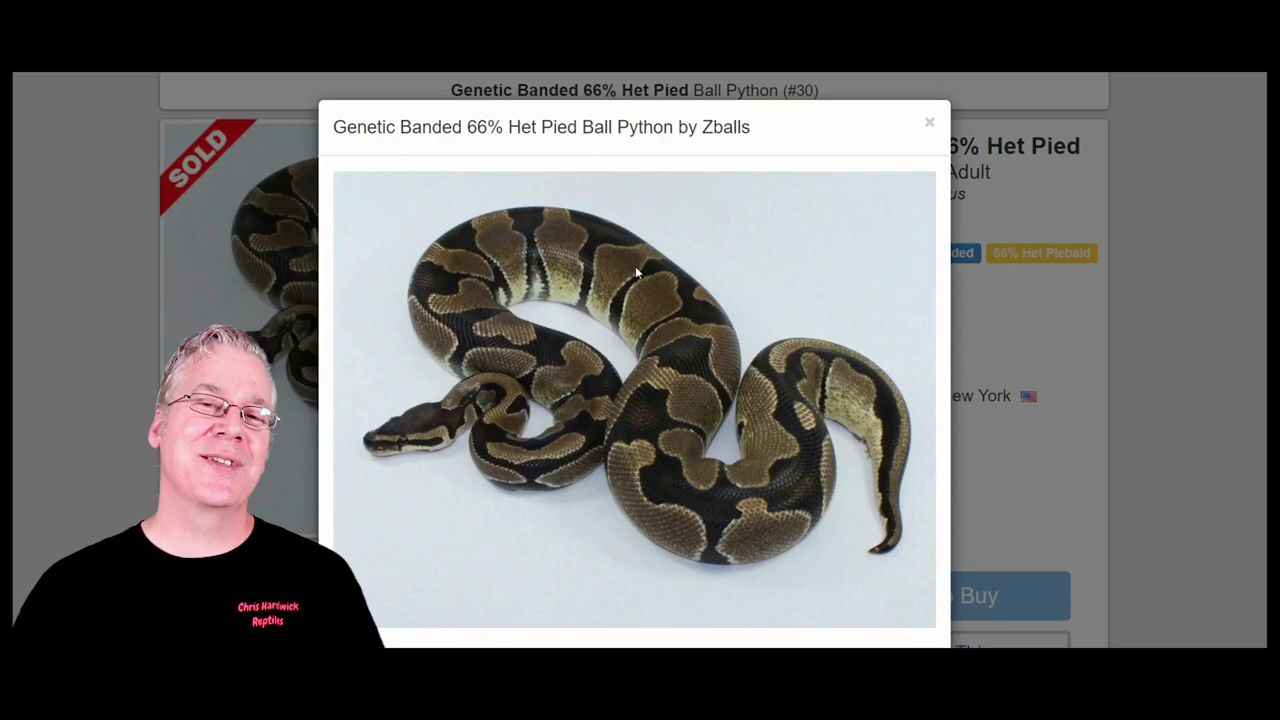 Genetic Banded 66% Het Pied Ball Python (#30)
Genetic Banded 66% Het Pied Ball Python by Zballs
×
SOLD
6% Het Pied
Adult
us
ded
66% Het Piebald
ew York
Buy
Chris Hardwick
Reptiles